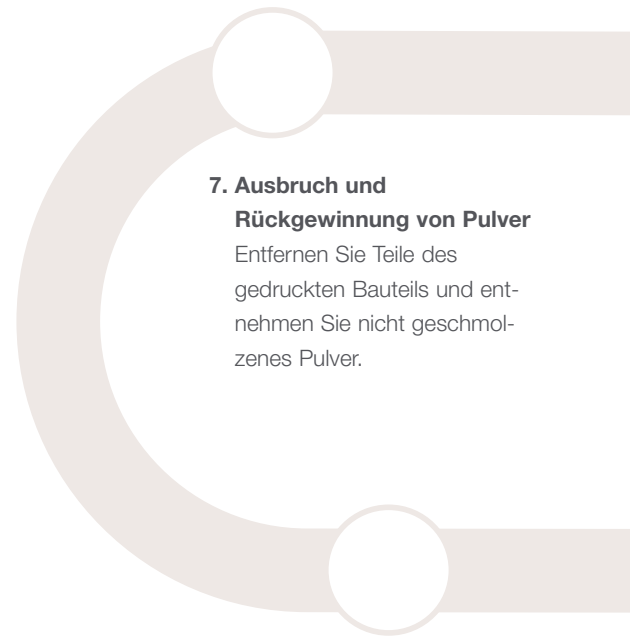 7. Ausbruch und
Rückgewinnung von Pulver
Entfernen Sie Teile des
gedruckten Bauteils und ent-
nehmen Sie nicht geschmol-
zenes Pulver.